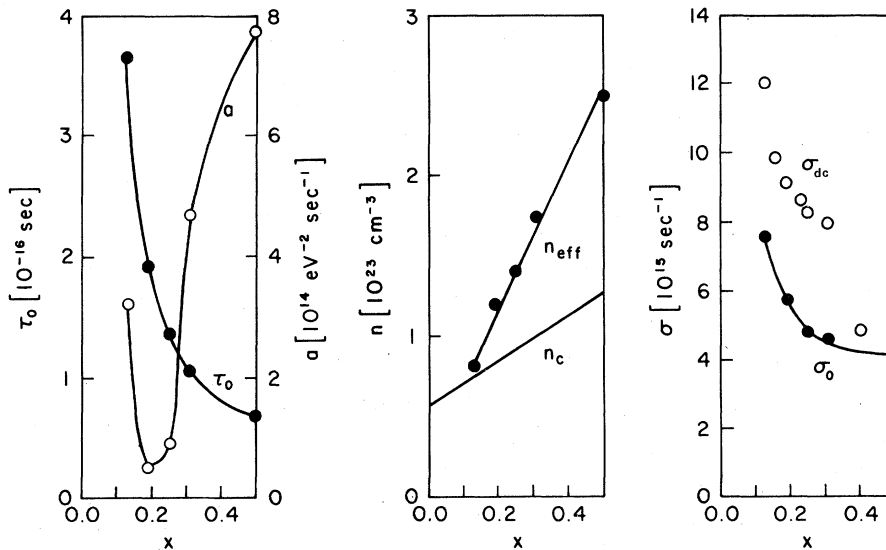 4
3
2
1
0
τ₀ [10⁻¹⁶ sec]
8
6
4
2
0
a [10¹⁴ eV⁻² sec⁻¹]
a
τ₀
0.0
0.2
0.4
x
3
2
1
0
n [10²³ cm⁻³]
n_eff
n_c
0.0
0.2
0.4
x
14
12
10
8
6
4
2
0
σ [10¹⁵ sec⁻¹]
σ_dc
σ₀
0.0
0.2
0.4
x